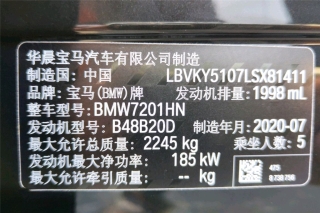 华晨宝马汽车有限公司制造
制造国：中国 LBVKY5107LSX81411
品牌：宝马(BMW)牌 发动机排量：1998 mL
整车型号：BMW7201HN
发动机型号：B48B20D 制造年月：2020-07
最大允许总质量：2245 kg 乘坐人数：5
最大净功率：185 kW
最大允许牵引质量：-- kg
475